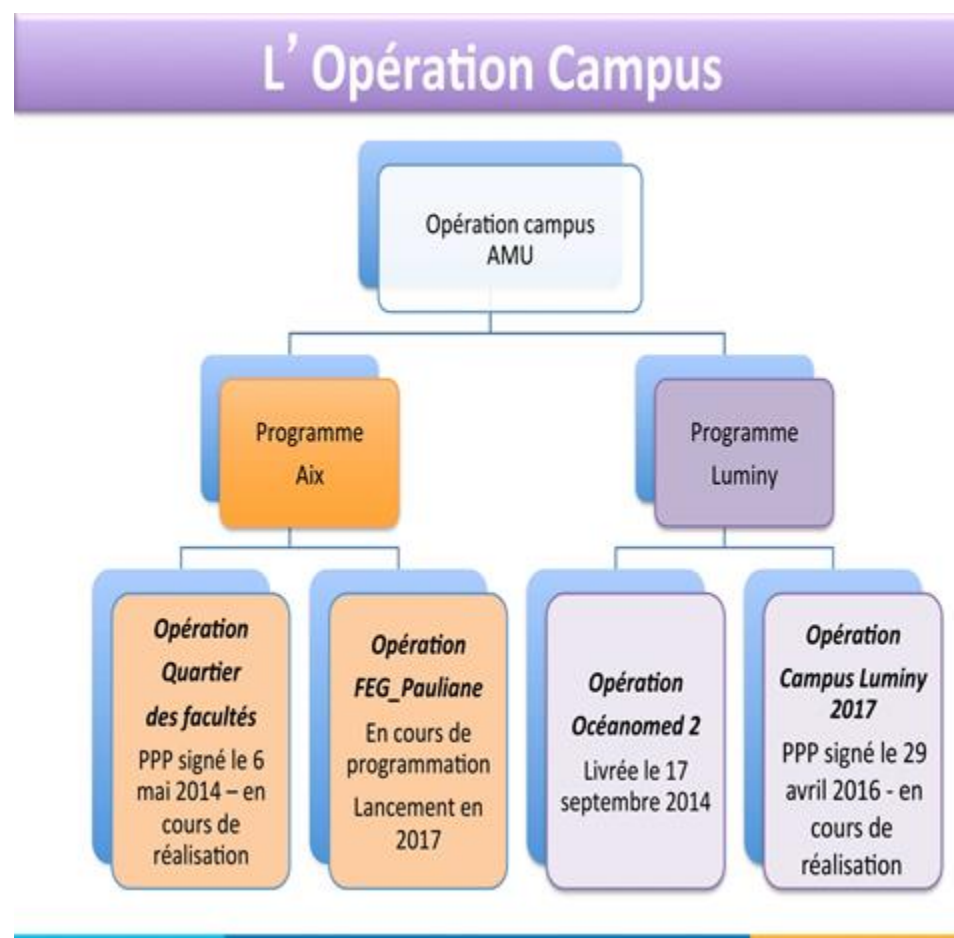 L’ Opération Campus
Opération campus
AMU
Programme
Aix
Programme
Luminy
Opération
Quartier
des facultés
PPP signé le 6
mai 2014 – en
cours de
réalisation
Opération
FEG_Pauliane
En cours de
programmation
Lancement en
2017
Opération
Océanomed 2
Livrée le 17
septembre 2014
Opération
Campus Luminy
2017
PPP signé le 29
avril 2016 - en
cours de
réalisation